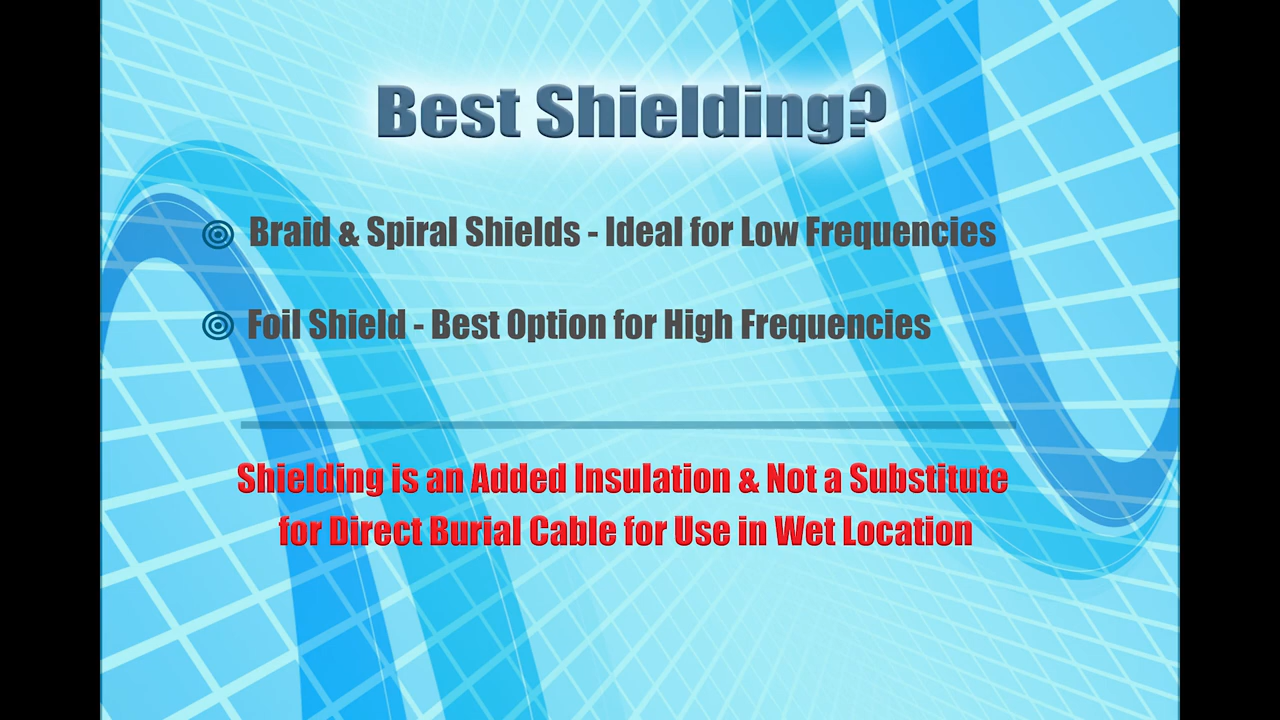 Best Shielding?
Braid & Spiral Shields - Ideal for Low Frequencies
Foil Shield - Best Option for High Frequencies
Shielding is an Added Insulation & Not a Substitute
for Direct Burial Cable for Use in Wet Location